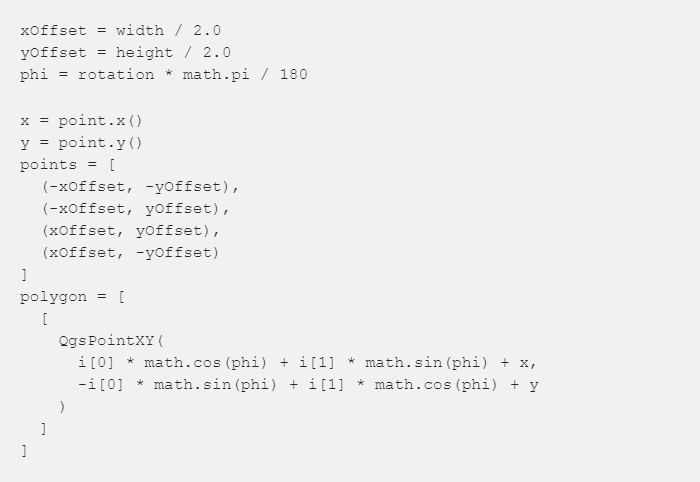 xOffset = width / 2.0
yOffset = height / 2.0
phi = rotation * math.pi / 180

x = point.x()
y = point.y()
points = [
  (-xOffset, -yOffset),
  (-xOffset, yOffset),
  (xOffset, yOffset),
  (xOffset, -yOffset)
]
polygon = [
  [
    QgsPointXY(
      i[0] * math.cos(phi) + i[1] * math.sin(phi) + x,
      -i[0] * math.sin(phi) + i[1] * math.cos(phi) + y
    )
  ]
]